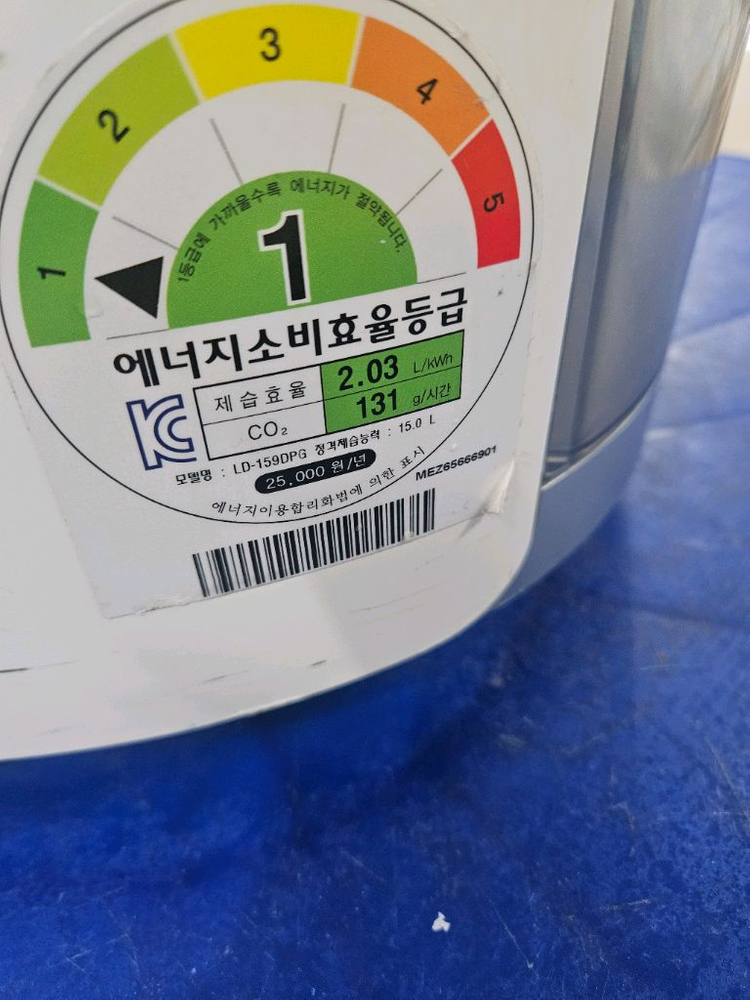 1
2
3
4
5
1등급에 가까울수록 에너지가 절약됩니다.
1
에너지소비효율등급
제습효율 2.03 L/kWh
CO₂ 131 g/시간
모델명 : LD-159DPG 정격제습능력 : 15.0 L
25,000 원/년
에너지이용합리화법에 의한 표시
MEZ65666901